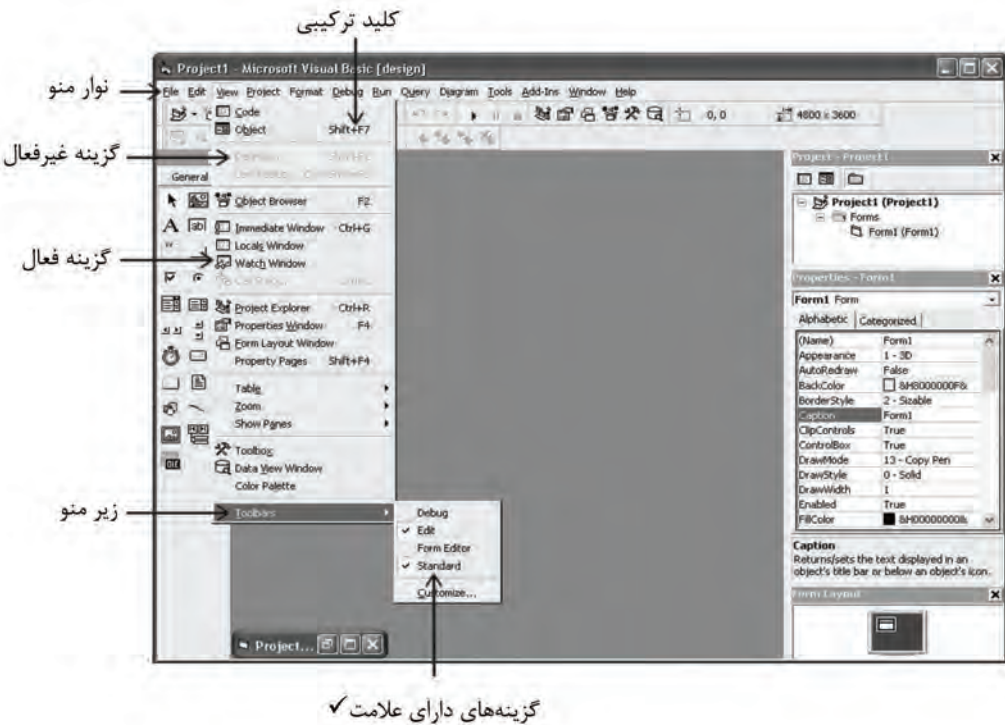 کلید ترکیبی
Project1 - Microsoft Visual Basic [design]
نوار منو
File Edit View Project Format Debug Run Query Diagram Tools Add-Ins Window Help
0, 0
4800 x 3600
Code
Object Shift+F7
گزینه غیرفعال
General
Object Browser F2
Immediate Window Ctrl+G
Locals Window
گزینه فعال
Watch Window
Project Explorer Ctrl+R
Properties Window F4
Form Layout Window
Property Pages Shift+F4
Table
Zoom
Show Panes
Toolbox
Data View Window
Color Palette
زیر منو
Toolbars
Debug
Edit
Form Editor
Standard
Customize...
Project...
Project - Project1
Project1 (Project1)
Forms
Form1 (Form1)
Properties - Form1
Form1 Form
Alphabetic Categorized
(Name) Form1
Appearance 1 - 3D
AutoRedraw False
BackColor &H8000000F&
BorderStyle 2 - Sizable
Caption Form1
ClipControls True
ControlBox True
DrawMode 13 - Copy Pen
DrawStyle 0 - Solid
DrawWidth 1
Enabled True
FillColor &H00000000&
Caption
Returns/sets the text displayed in an
object's title bar or below an object's icon.
Form Layout
گزینه‌های دارای علامت ✓